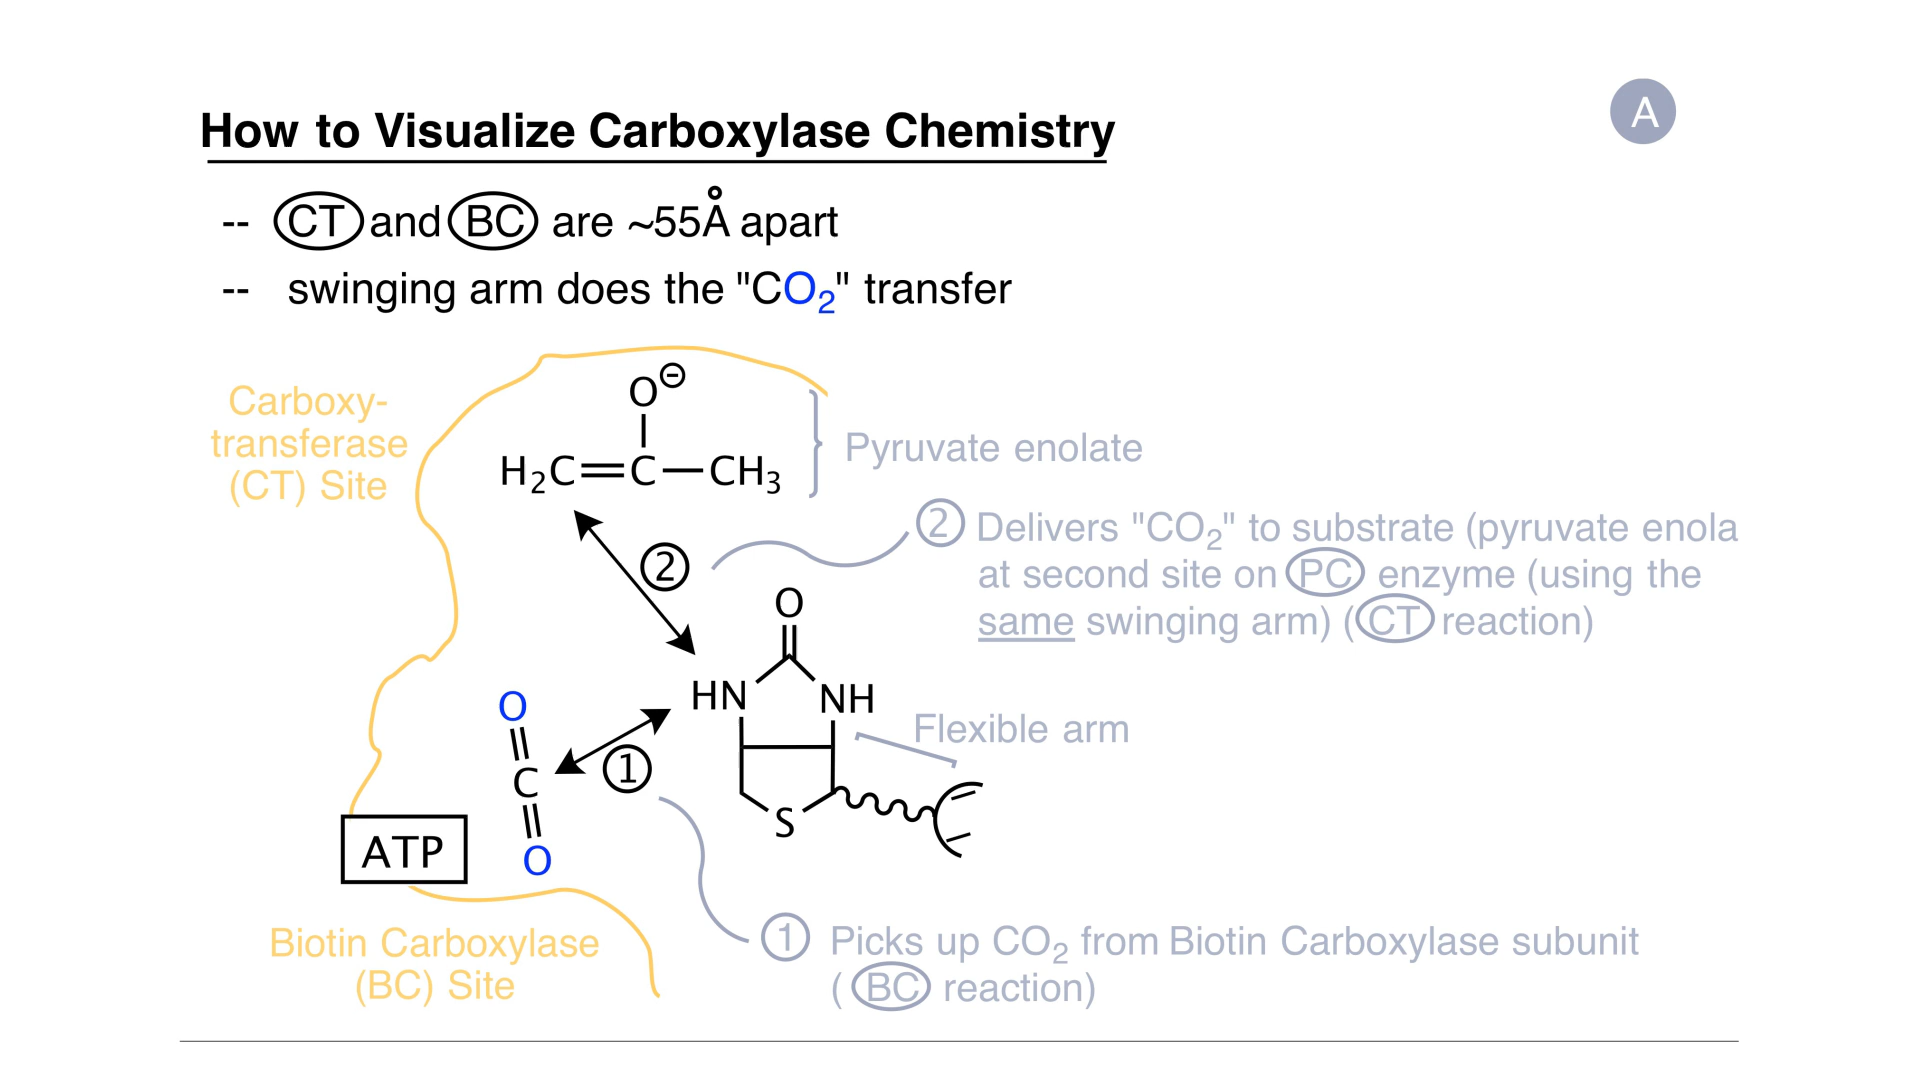 How to Visualize Carboxylase Chemistry
A
-- CT and BC are ~55Å apart
-- swinging arm does the "CO₂" transfer
Carboxy-
transferase
(CT) Site
O⊖
H₂C=C—CH₃
Pyruvate enolate
2
2 Delivers "CO₂" to substrate (pyruvate enola
at second site on PC enzyme (using the
same swinging arm) (CT reaction)
O
HN NH
Flexible arm
S
O
C
O
1
ATP
Biotin Carboxylase
(BC) Site
1 Picks up CO₂ from Biotin Carboxylase subunit
(BC reaction)